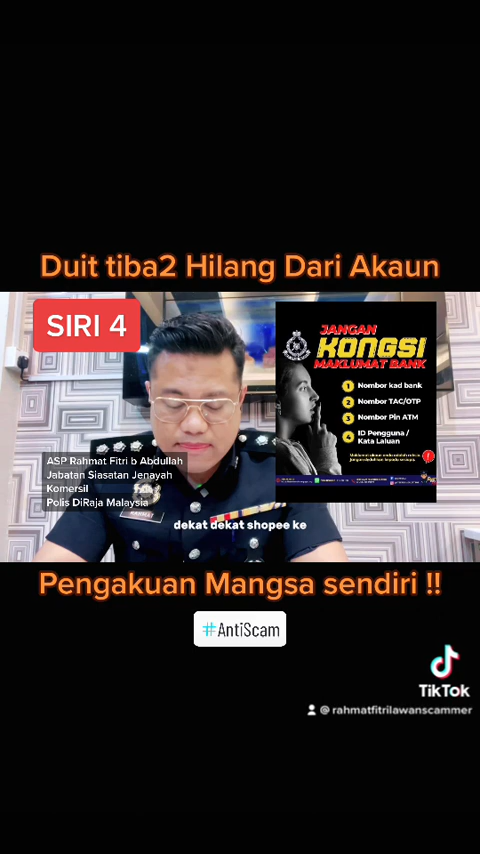 Duit tiba2 Hilang Dari Akaun
SIRI 4
JANGAN
KONGSI
MAKLUMAT BANK
1 Nombor kad bank
2 Nombor TAC/OTP
3 Nombor Pin ATM
4 ID Pengguna /
Kata Laluan
ASP Rahmat Fitri b Abdullah
Jabatan Siasatan Jenayah
Komersil
Polis DiRaja Malaysia
dekat dekat shopee ke
Pengakuan Mangsa sendiri !!
#AntiScam
TikTok
@ rahmatfitrilawanscammer